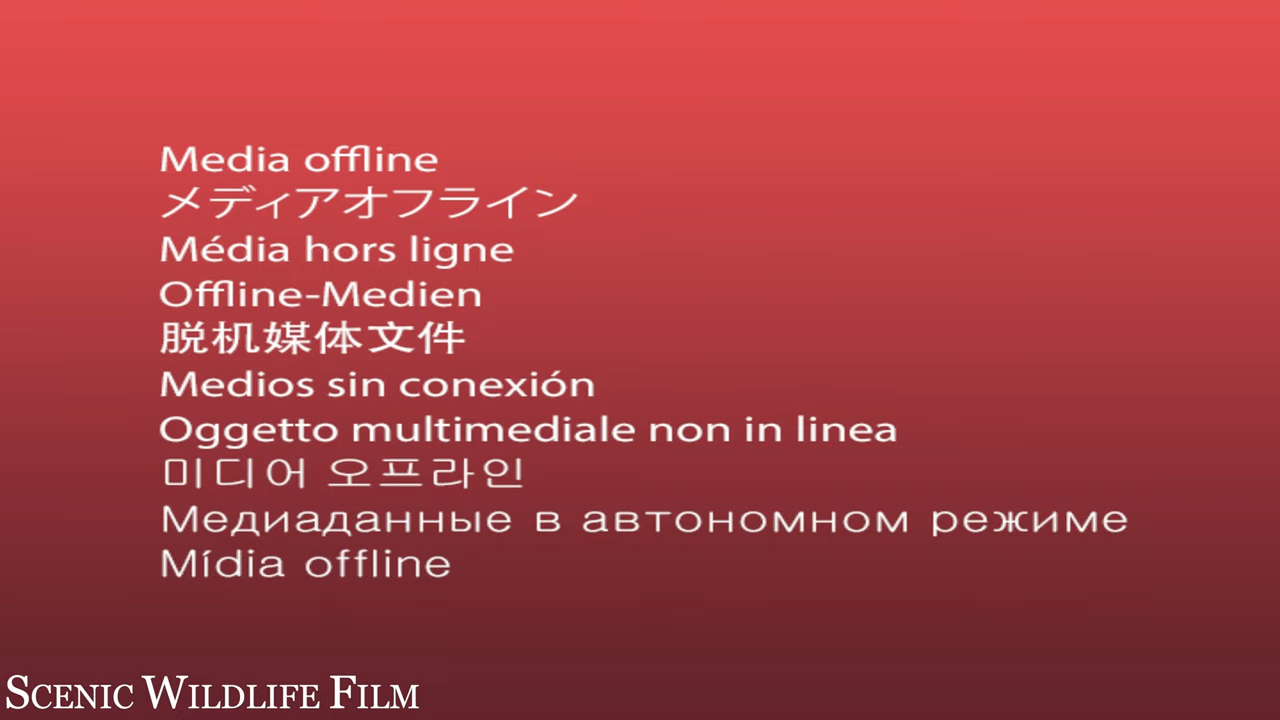 Media offline
メディアオフライン
Média hors ligne
Offline-Medien
脱机媒体文件
Medios sin conexión
Oggetto multimediale non in linea
미디어 오프라인
Медиаданные в автономном режиме
Mídia offline
SCENIC WILDLIFE FILM